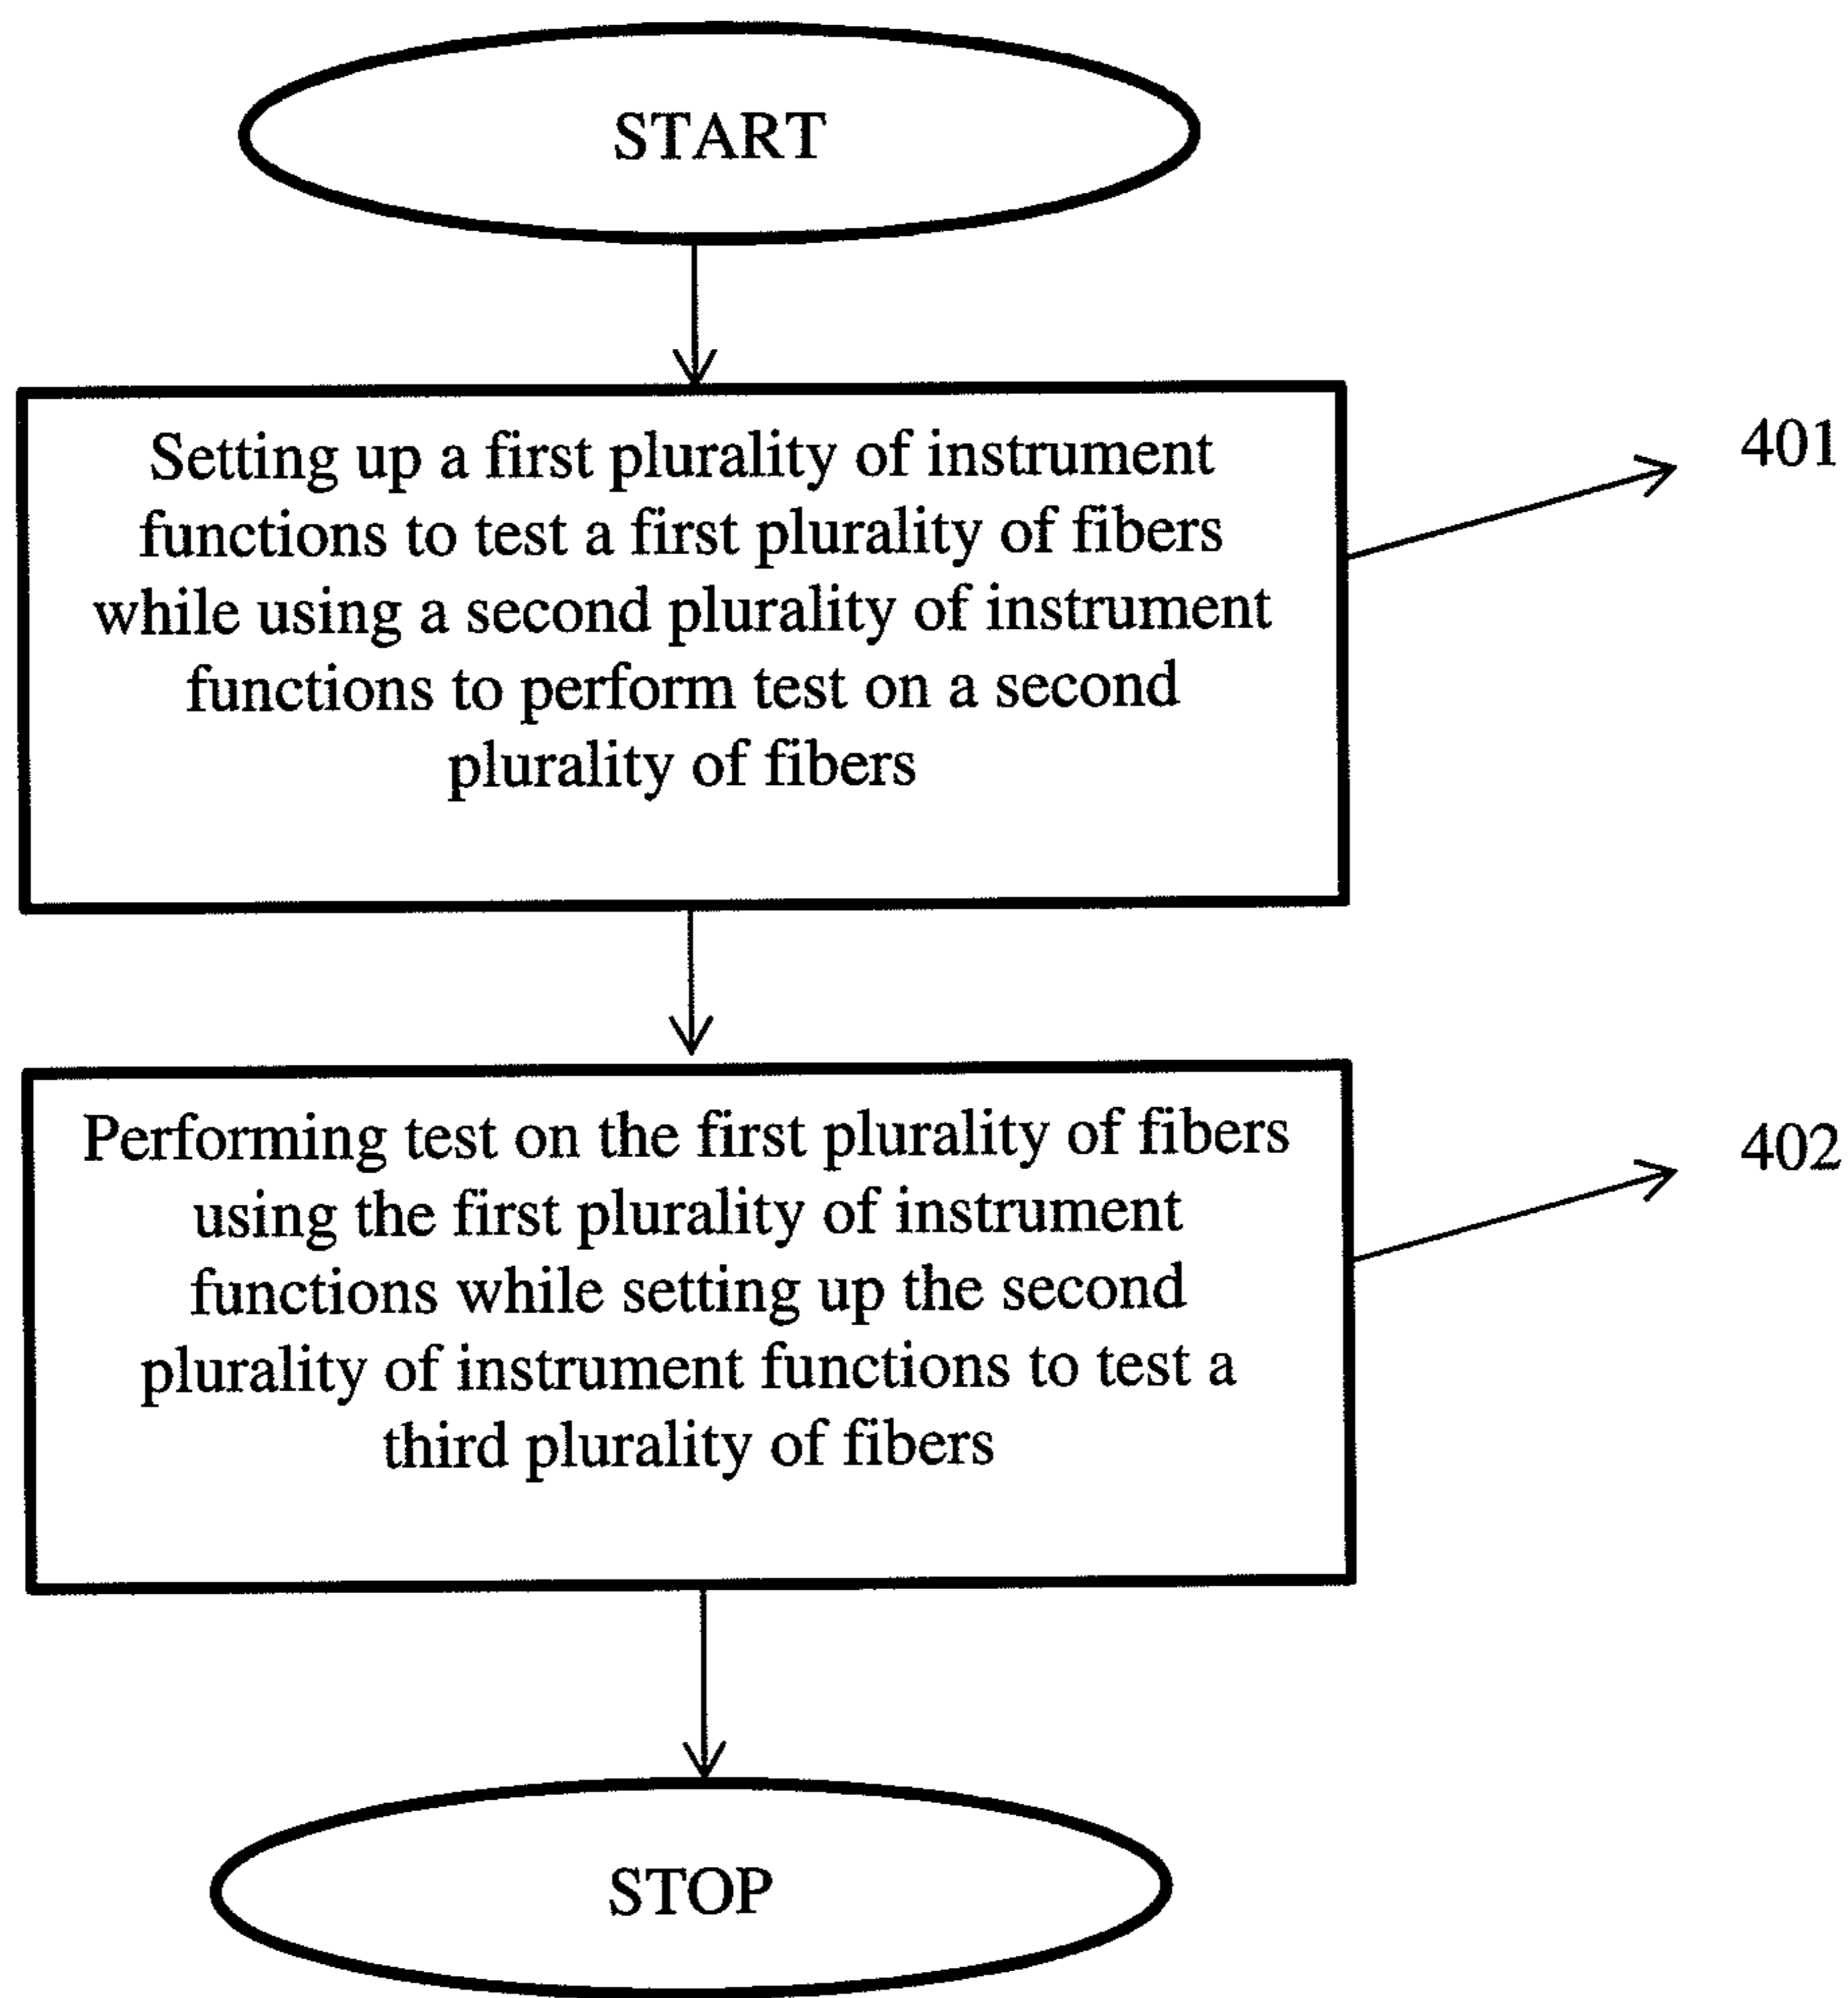 START
Setting up a first plurality of instrument
functions to test a first plurality of fibers
while using a second plurality of instrument
functions to perform test on a second
plurality of fibers
401
Performing test on the first plurality of fibers
using the first plurality of instrument
functions while setting up the second
plurality of instrument functions to test a
third plurality of fibers
402
STOP